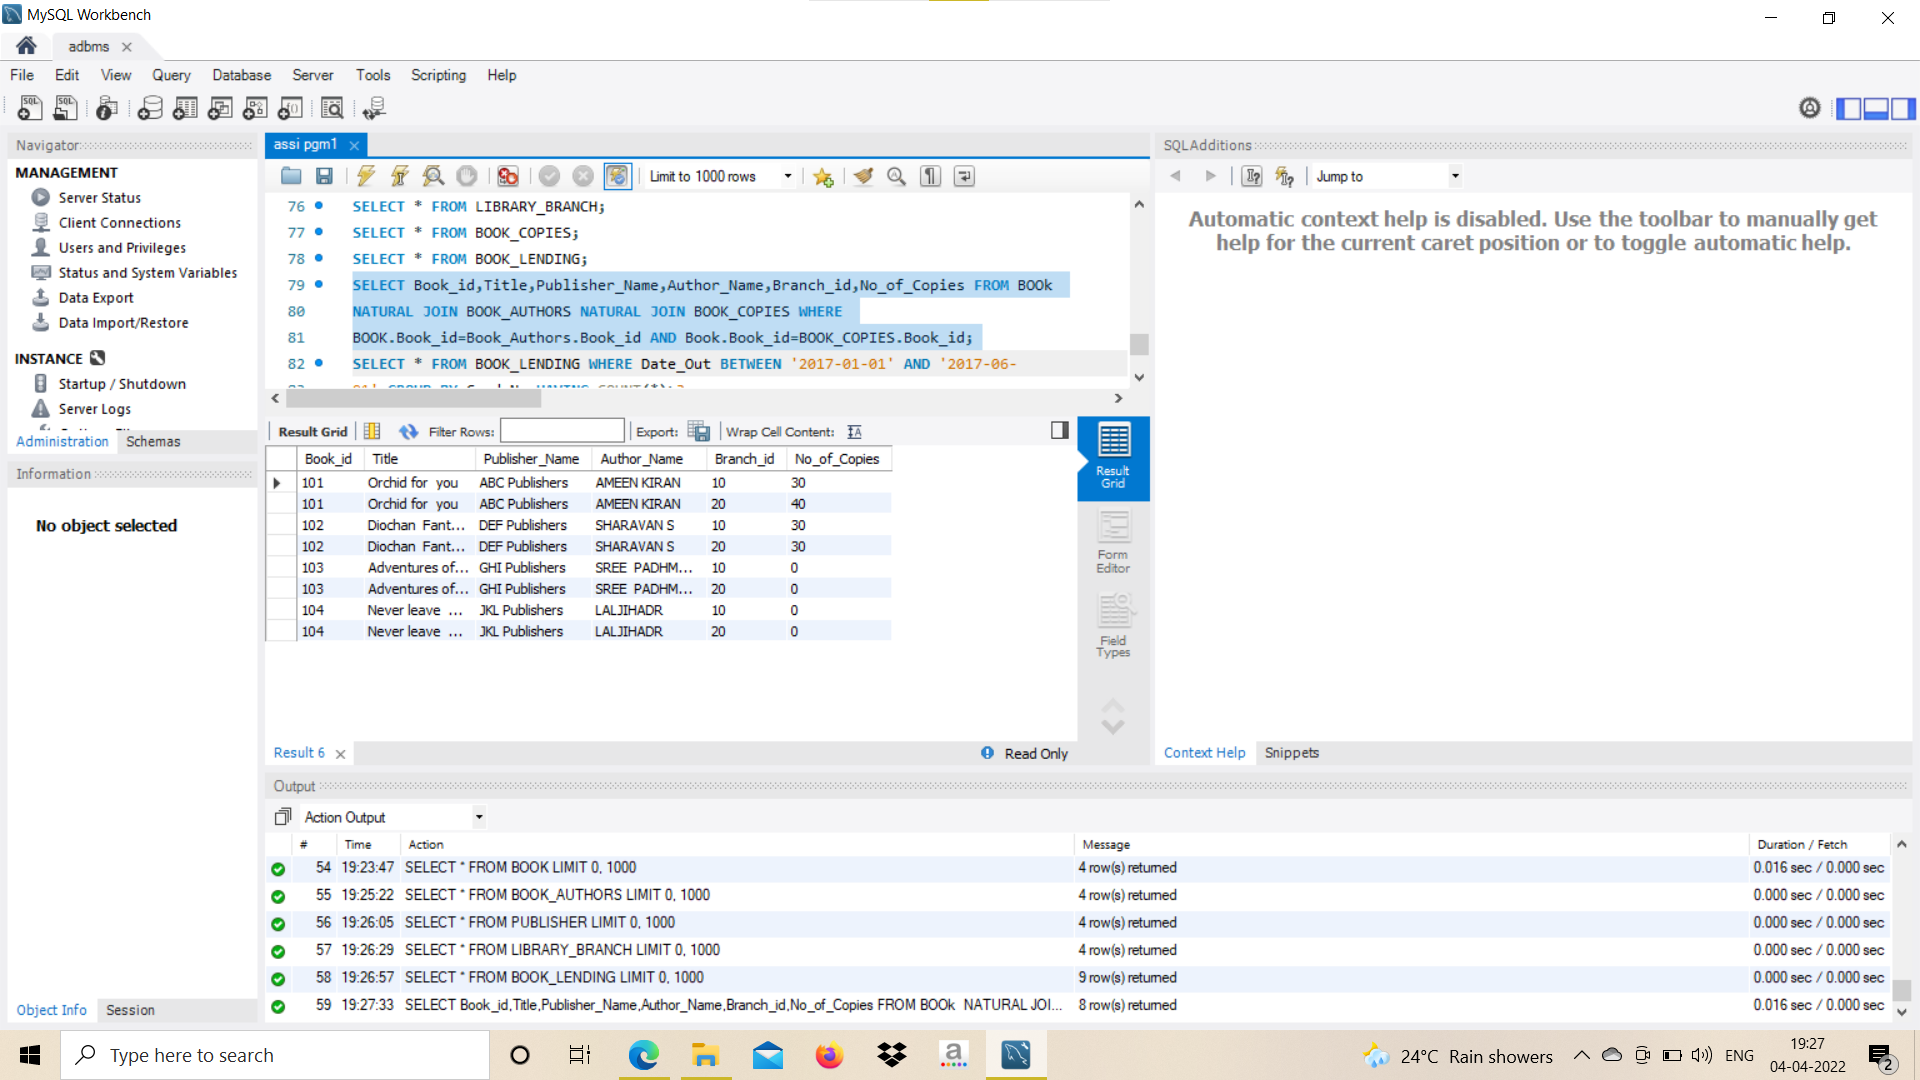 MySQL Workbench
adbms
File Edit View Query Database Server Tools Scripting Help
Navigator
MANAGEMENT
Server Status
Client Connections
Users and Privileges
Status and System Variables
Data Export
Data Import/Restore
INSTANCE
Startup / Shutdown
Server Logs
Administration Schemas
Information
No object selected
Object Info Session
assi pgm1
Limit to 1000 rows
76 SELECT * FROM LIBRARY_BRANCH;
77 SELECT * FROM BOOK_COPIES;
78 SELECT * FROM BOOK_LENDING;
79 SELECT Book_id,Title,Publisher_Name,Author_Name,Branch_id,No_of_Copies FROM BOOk
80 NATURAL JOIN BOOK_AUTHORS NATURAL JOIN BOOK_COPIES WHERE
81 BOOK.Book_id=Book_Authors.Book_id AND Book.Book_id=BOOK_COPIES.Book_id;
82 SELECT * FROM BOOK_LENDING WHERE Date_Out BETWEEN '2017-01-01' AND '2017-06-
Result Grid Filter Rows: Export: Wrap Cell Content:
Book_id Title Publisher_Name Author_Name Branch_id No_of_Copies
101 Orchid for you ABC Publishers AMEEN KIRAN 10 30
101 Orchid for you ABC Publishers AMEEN KIRAN 20 40
102 Diochan Fant... DEF Publishers SHARAVAN S 10 30
102 Diochan Fant... DEF Publishers SHARAVAN S 20 30
103 Adventures of... GHI Publishers SREE PADHM... 10 0
103 Adventures of... GHI Publishers SREE PADHM... 20 0
104 Never leave ... JKL Publishers LALJIHADR 10 0
104 Never leave ... JKL Publishers LALJIHADR 20 0
Result Grid
Form Editor
Field Types
Result 6 Read Only
SQLAdditions
Jump to
Automatic context help is disabled. Use the toolbar to manually get
help for the current caret position or to toggle automatic help.
Context Help Snippets
Output
Action Output
# Time Action Message Duration / Fetch
54 19:23:47 SELECT * FROM BOOK LIMIT 0, 1000 4 row(s) returned 0.016 sec / 0.000 sec
55 19:25:22 SELECT * FROM BOOK_AUTHORS LIMIT 0, 1000 4 row(s) returned 0.000 sec / 0.000 sec
56 19:26:05 SELECT * FROM PUBLISHER LIMIT 0, 1000 4 row(s) returned 0.000 sec / 0.000 sec
57 19:26:29 SELECT * FROM LIBRARY_BRANCH LIMIT 0, 1000 4 row(s) returned 0.000 sec / 0.000 sec
58 19:26:57 SELECT * FROM BOOK_LENDING LIMIT 0, 1000 9 row(s) returned 0.000 sec / 0.000 sec
59 19:27:33 SELECT Book_id,Title,Publisher_Name,Author_Name,Branch_id,No_of_Copies FROM BOOk NATURAL JOI... 8 row(s) returned 0.016 sec / 0.000 sec
Type here to search
24°C Rain showers
ENG
19:27
04-04-2022
2